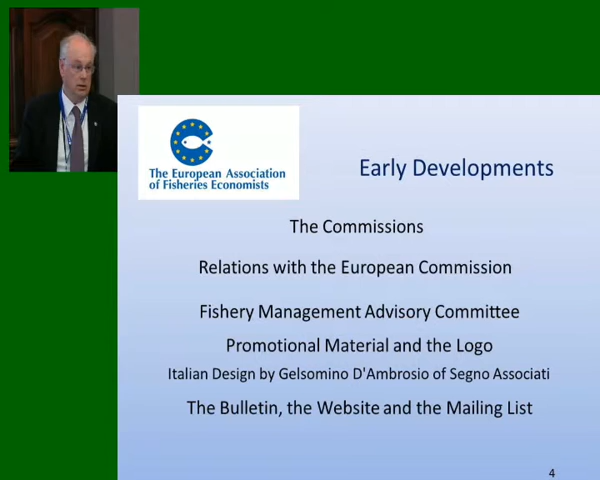 The European Association
of Fisheries Economists
Early Developments
The Commissions
Relations with the European Commission
Fishery Management Advisory Committee
Promotional Material and the Logo
Italian Design by Gelsomino D'Ambrosio of Segno Associati
The Bulletin, the Website and the Mailing List
4